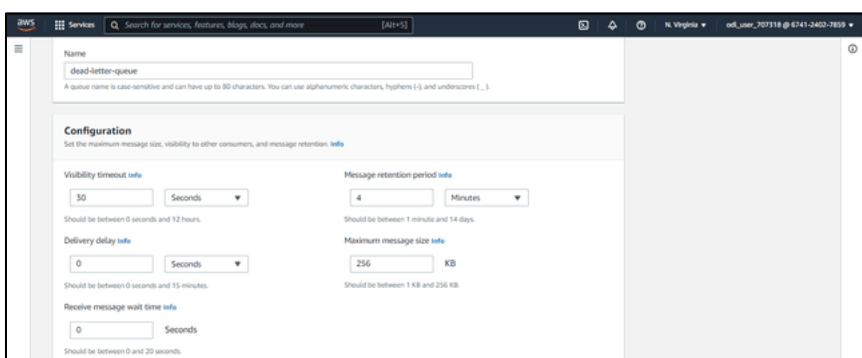 aws Services Search for services, features, blogs, docs, and more [Alt+S] N. Virginia odl_user_707318 @ 6741-2402-7859
Name
dead-letter-queue
A queue name is case-sensitive and can have up to 80 characters. You can use alphanumeric characters, hyphens (-), and underscores ( _ ).
Configuration
Set the maximum message size, visibility to other consumers, and message retention. Info
Visibility timeout Info
30 Seconds
Should be between 0 seconds and 12 hours.
Message retention period Info
4 Minutes
Should be between 1 minute and 14 days.
Delivery delay Info
0 Seconds
Should be between 0 seconds and 15 minutes.
Maximum message size Info
256 KB
Should be between 1 KB and 256 KB.
Receive message wait time Info
0 Seconds
Should be between 0 and 20 seconds.